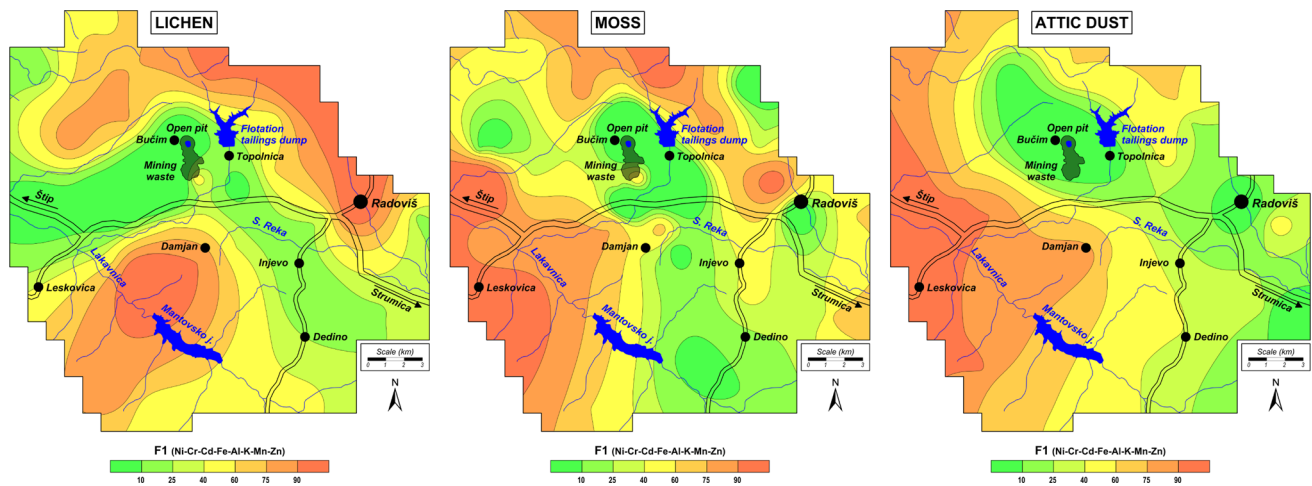 LICHEN
Open pit
Bučim
Flotation
tailings dump
Topolnica
Mining
waste
Štip
Radoviš
S. Reka
Damjan
Lakavnica
Injevo
Leskovica
Strumica
Mantovsko j.
Dedino
Scale (km)
0 1 2 3
N
F1 (Ni-Cr-Cd-Fe-Al-K-Mn-Zn)
10 25 40 60 75 90
MOSS
Open pit
Bučim
Flotation
tailings dump
Topolnica
Mining
waste
Štip
Radoviš
S. Reka
Damjan
Lakavnica
Injevo
Leskovica
Strumica
Mantovsko j.
Dedino
Scale (km)
0 1 2 3
N
F1 (Ni-Cr-Cd-Fe-Al-K-Mn-Zn)
10 25 40 60 75 90
ATTIC DUST
Open pit
Bučim
Flotation
tailings dump
Topolnica
Mining
waste
Štip
Radoviš
S. Reka
Damjan
Lakavnica
Injevo
Leskovica
Strumica
Mantovsko j.
Dedino
Scale (km)
0 1 2 3
N
F1 (Ni-Cr-Cd-Fe-Al-K-Mn-Zn)
10 25 40 60 75 90